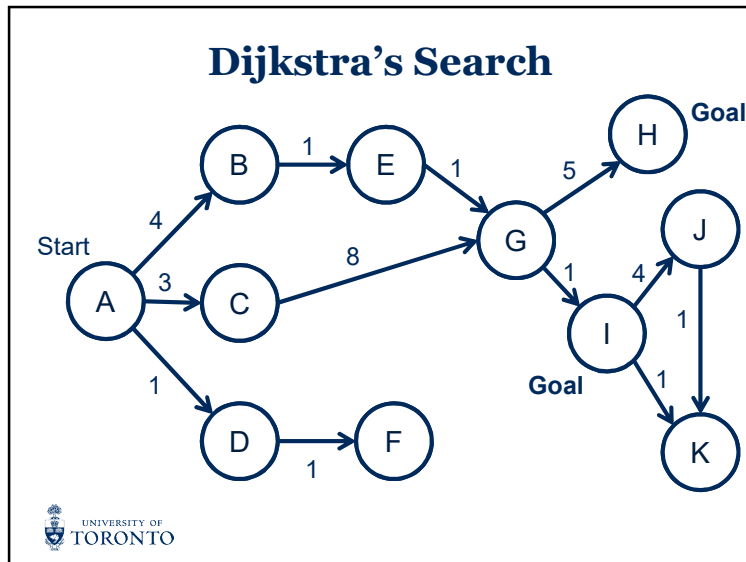 Dijkstra's Search
H
Goal
1
B
E
1
5
4
G
J
Start
8
A
3
C
1
4
I
1
Goal
1
1
D
F
K
1
UNIVERSITY OF
TORONTO